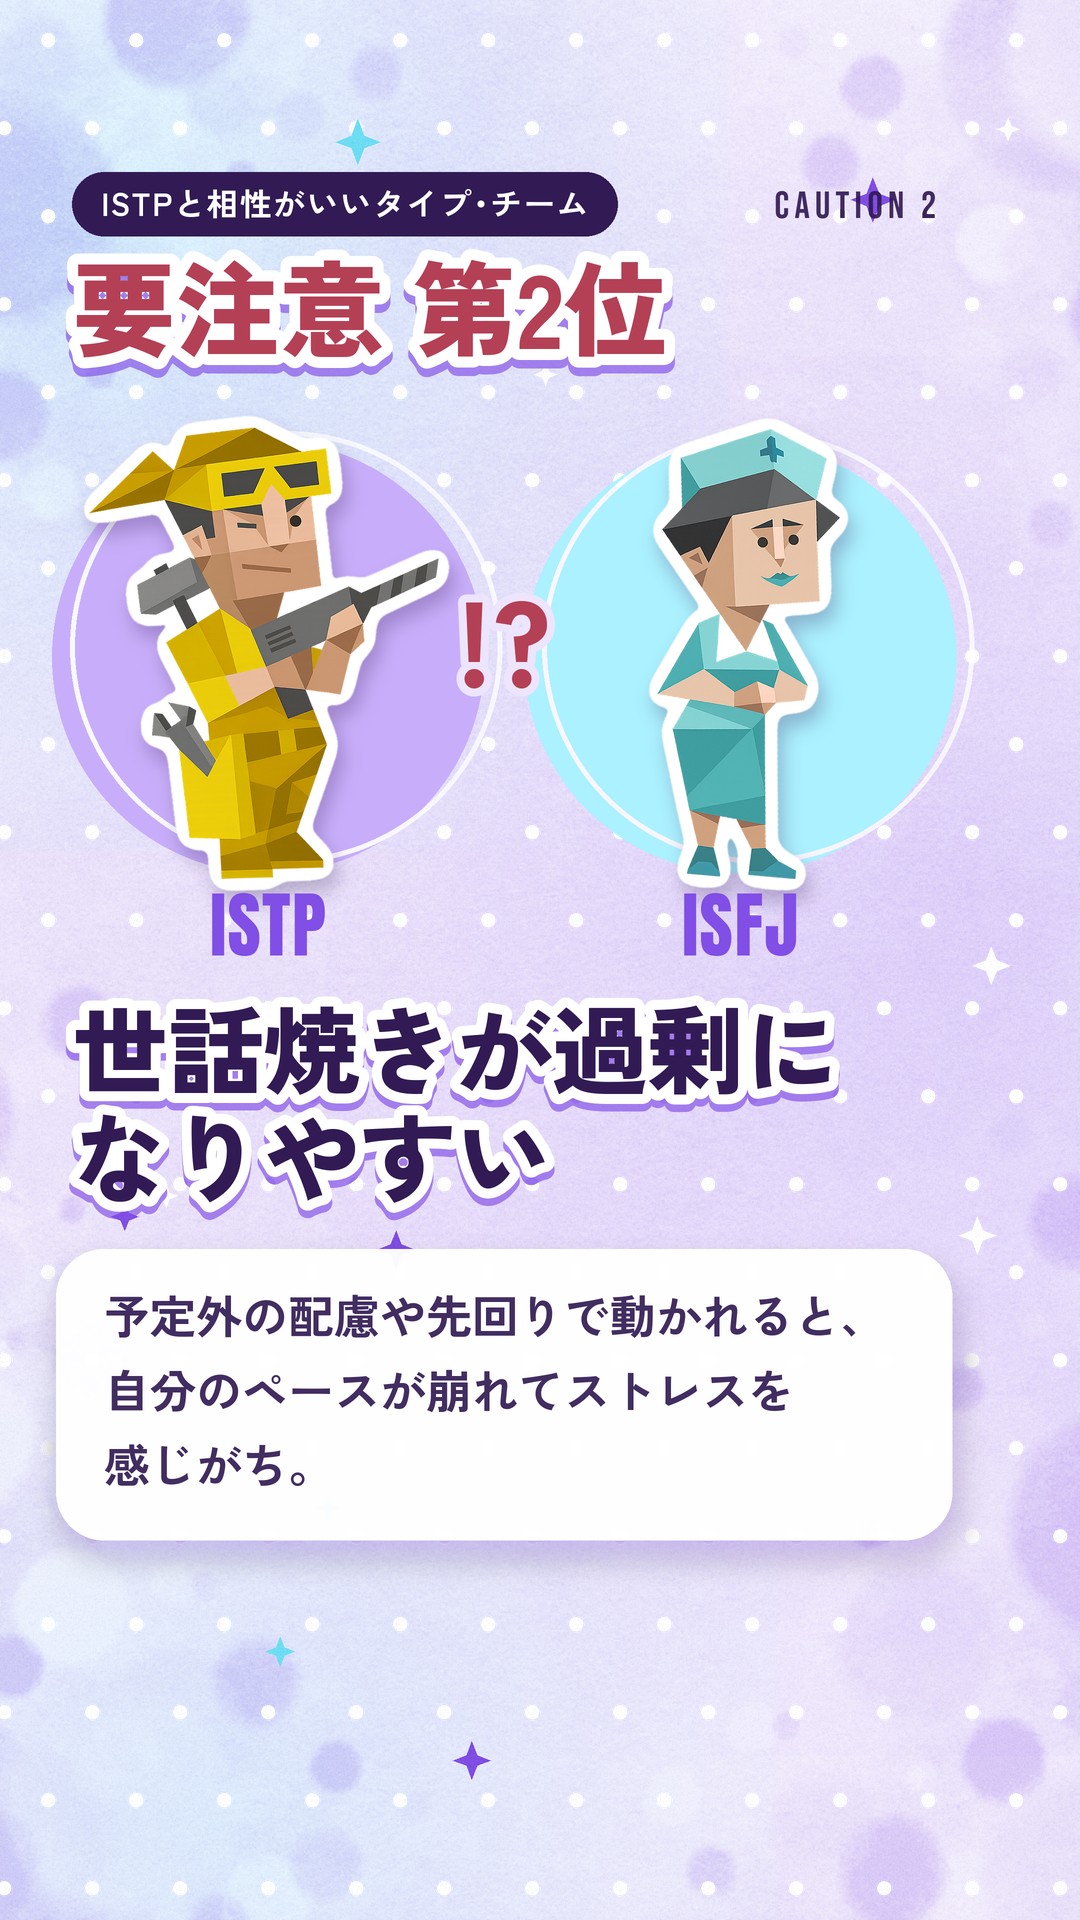 ISTPと相性がいいタイプ・チーム
CAUTION 2
要注意 第2位
!?
ISTP
ISFJ
世話焼きが過剰に
なりやすい
予定外の配慮や先回りで動かれると、
自分のペースが崩れてストレスを
感じがち。